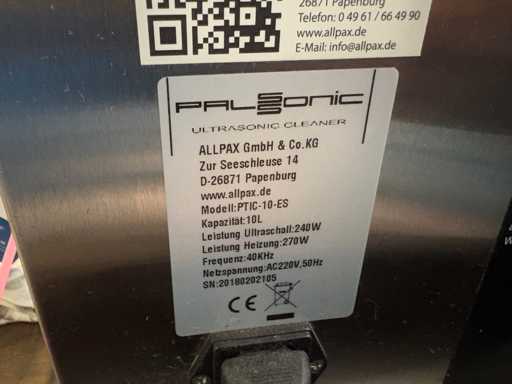 26871 Papenburg
Telefon: 0 49 61 / 66 49 90
www.allpax.de
E-Mail: info@allpax.de
PALSSONIC
ULTRASONIC CLEANER
ALLPAX GmbH & Co.KG
Zur Seeschleuse 14
D-26871 Papenburg
www.allpax.de
Modell:PTIC-10-ES
Kapazität:10L
Leistung Ultraschall:240W
Leistung Heizung:270W
Frequenz:40KHz
Netzspannung:AC220V,50Hz
SN:20180202105
CE